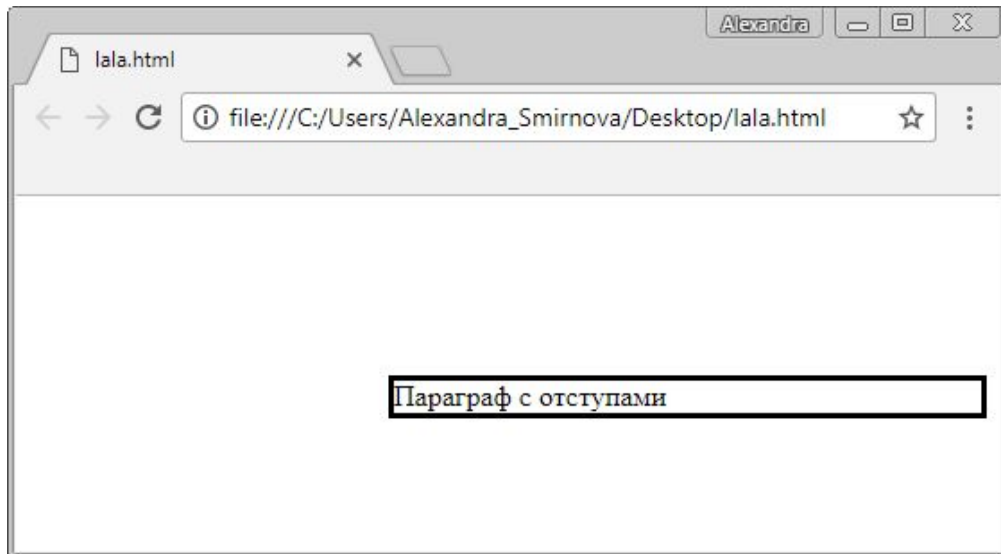 Alexandra
lala.html
file:///C:/Users/Alexandra_Smirnova/Desktop/lala.html
Параграф с отступами